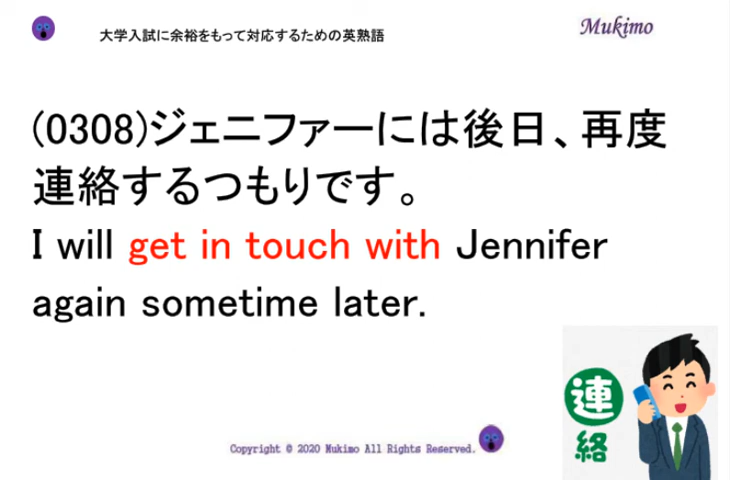 大学入試に余裕をもって対応するための英熟語
Mukimo
(0308)ジェニファーには後日、再度
連絡するつもりです。
I will get in touch with Jennifer
again sometime later.
連
絡
Copyright © 2020 Mukimo All Rights Reserved.